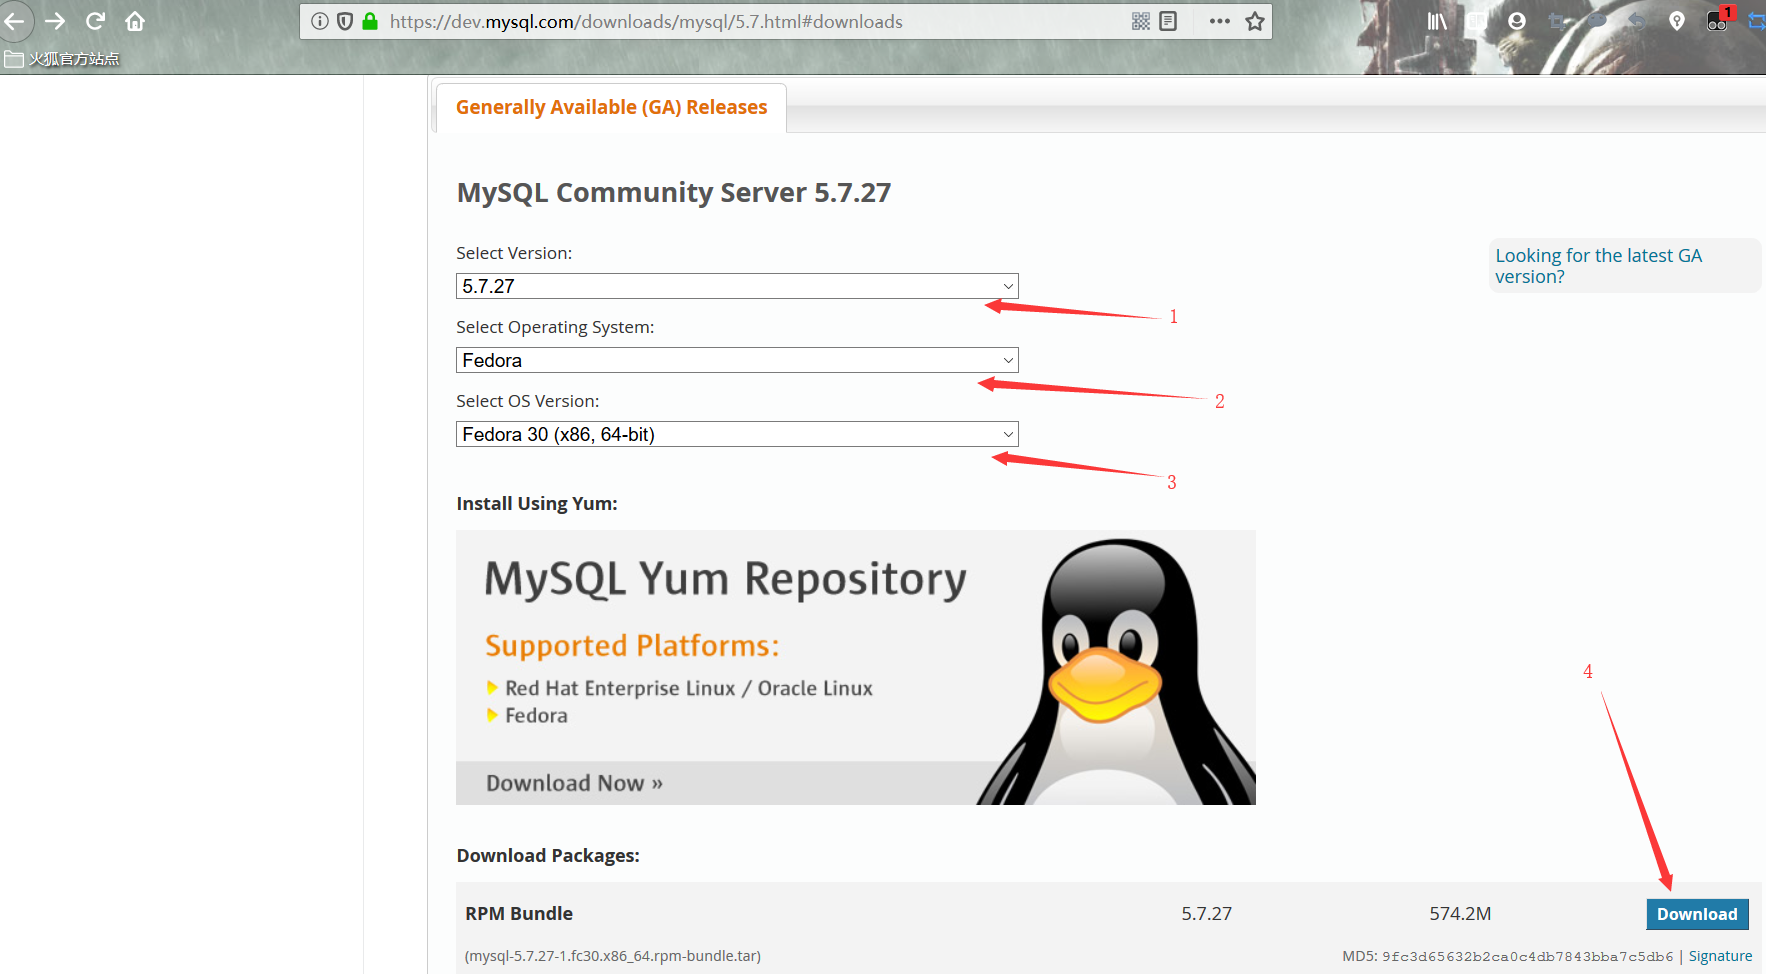 https://dev.mysql.com/downloads/mysql/5.7.html#downloads
1
火狐官方站点
Generally Available (GA) Releases
MySQL Community Server 5.7.27
Select Version:
5.7.27
Looking for the latest GA
version?
1
Select Operating System:
Fedora
2
Select OS Version:
Fedora 30 (x86, 64-bit)
3
Install Using Yum:
MySQL Yum Repository
Supported Platforms:
Red Hat Enterprise Linux / Oracle Linux
Fedora
Download Now »
4
Download Packages:
RPM Bundle 5.7.27 574.2M Download
(mysql-5.7.27-1.fc30.x86_64.rpm-bundle.tar) MD5: 9fc3d65632b2ca0c4db7843bba7c5db6 | Signature